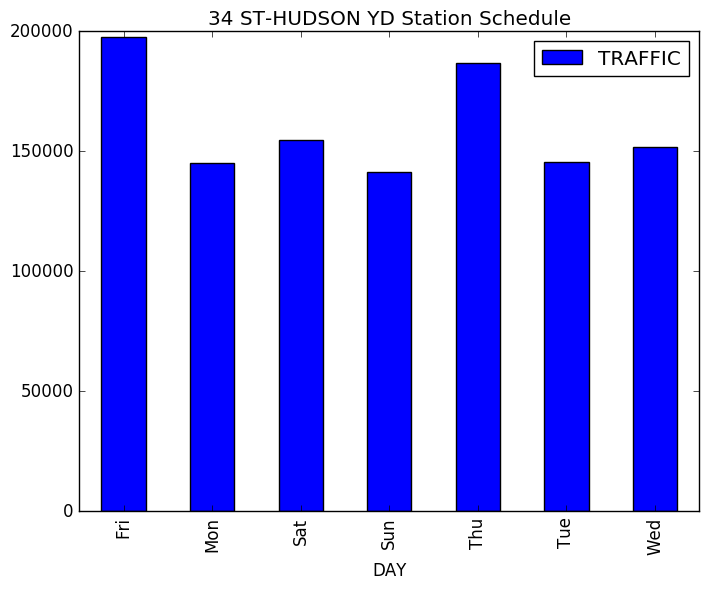 34 ST-HUDSON YD Station Schedule
TRAFFIC
200000
150000
100000
50000
0
Fri
Mon
Sat
Sun
Thu
Tue
Wed
DAY